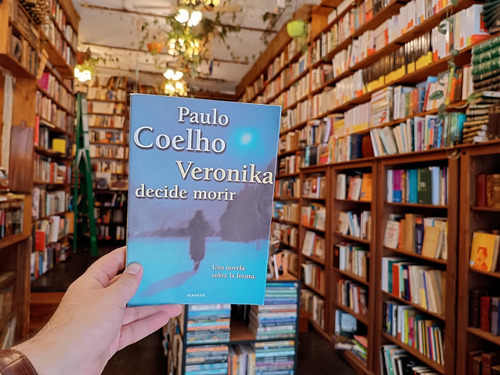 Paulo
Coelho
Veronika
decide morir
Una novela
sobre la locura.
PLANETA